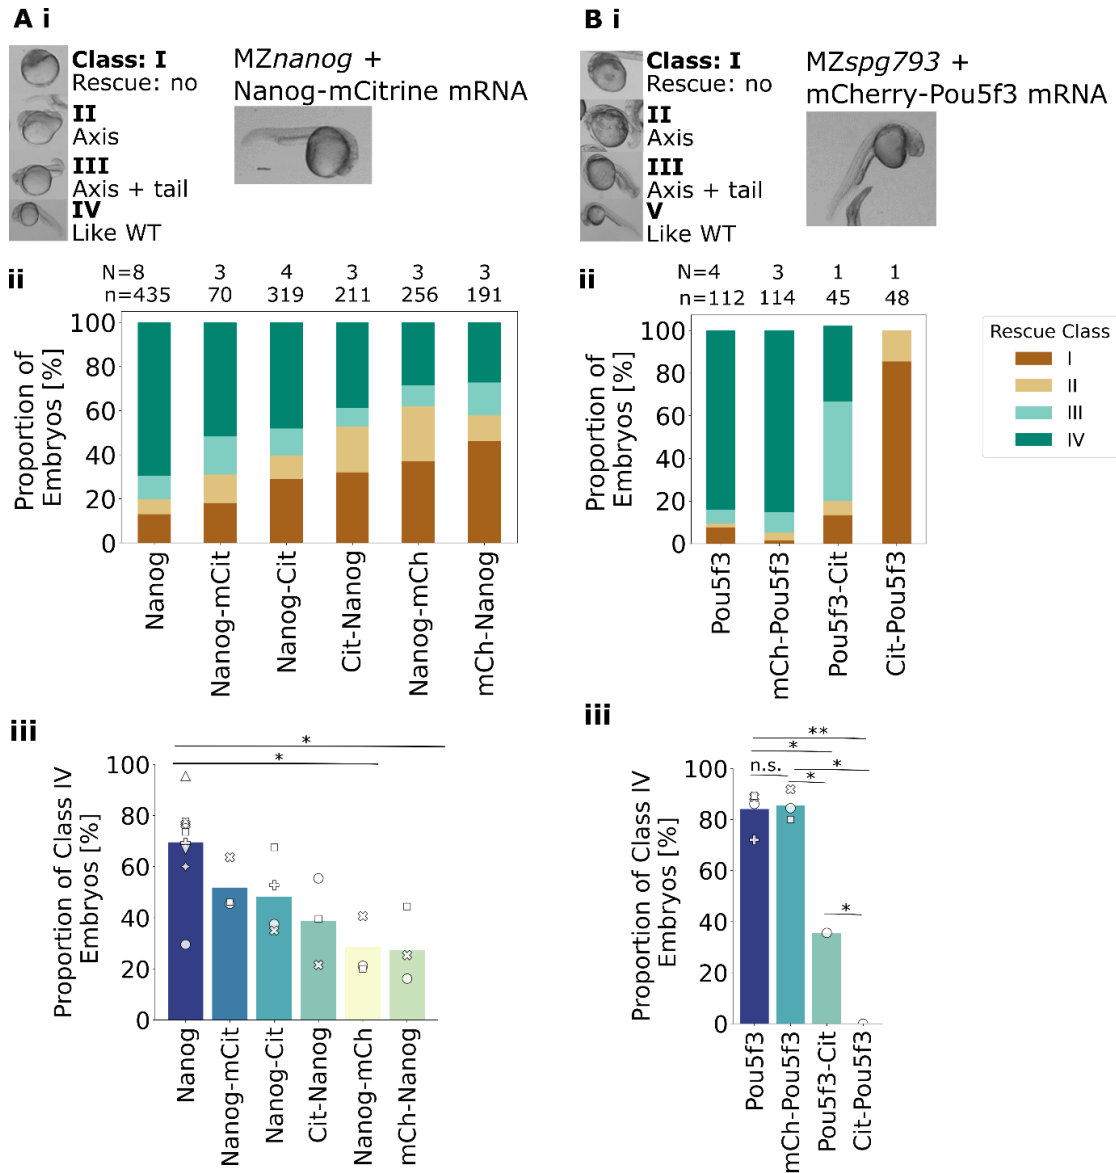 A i
Class: I
Rescue: no
II
Axis
III
Axis + tail
IV
Like WT
MZnanog +
Nanog-mCitrine mRNA
B i
Class: I
Rescue: no
II
Axis
III
Axis + tail
V
Like WT
MZspg793 +
mCherry-Pou5f3 mRNA
ii
N=8 3 4 3 3 3
n=435 70 319 211 256 191
Proportion of
Embryos [%]
100
80
60
40
20
0
Nanog
Nanog-mCit
Nanog-Cit
Cit-Nanog
Nanog-mCh
mCh-Nanog
ii
N=4 3 1 1
n=112 114 45 48
Proportion of
Embryos [%]
100
80
60
40
20
0
Pou5f3
mCh-Pou5f3
Pou5f3-Cit
Cit-Pou5f3
Rescue Class
I
II
III
IV
iii
*
*
Proportion of Class IV
Embryos [%]
100
80
60
40
20
0
Nanog
Nanog-mCit
Nanog-Cit
Cit-Nanog
Nanog-mCh
mCh-Nanog
iii
**
*
n.s.
*
*
*
Proportion of Class IV
Embryos [%]
100
80
60
40
20
0
Pou5f3
mCh-Pou5f3
Pou5f3-Cit
Cit-Pou5f3